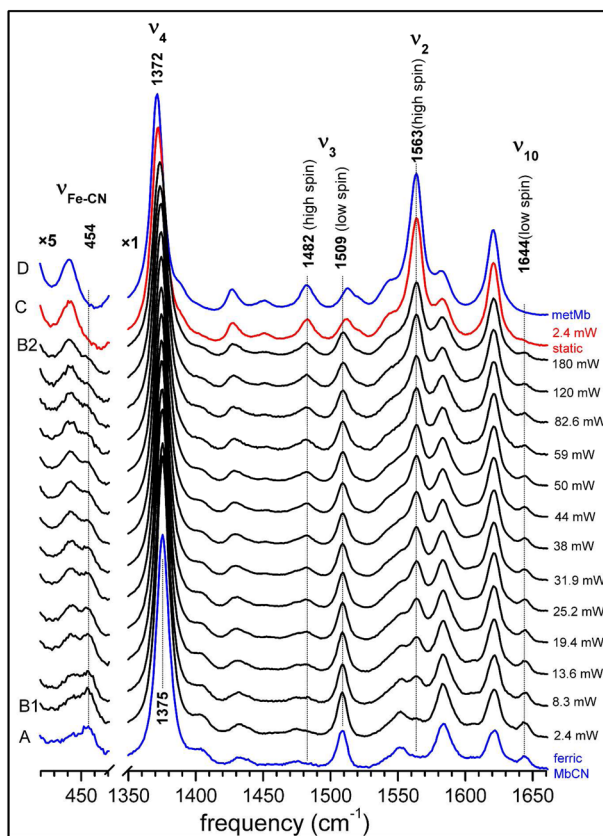 ν4
1372
ν3
1482 (high spin)
1509 (low spin)
ν2
1563(high spin)
ν10
1644(low spin)
νFe-CN
454
×5
×1
D
C
B2
B1
A
metMb
2.4 mW
static
180 mW
120 mW
82.6 mW
59 mW
50 mW
44 mW
38 mW
31.9 mW
25.2 mW
19.4 mW
13.6 mW
8.3 mW
2.4 mW
ferric
MbCN
1375
450 1350 1400 1450 1500 1550 1600 1650
frequency (cm⁻¹)